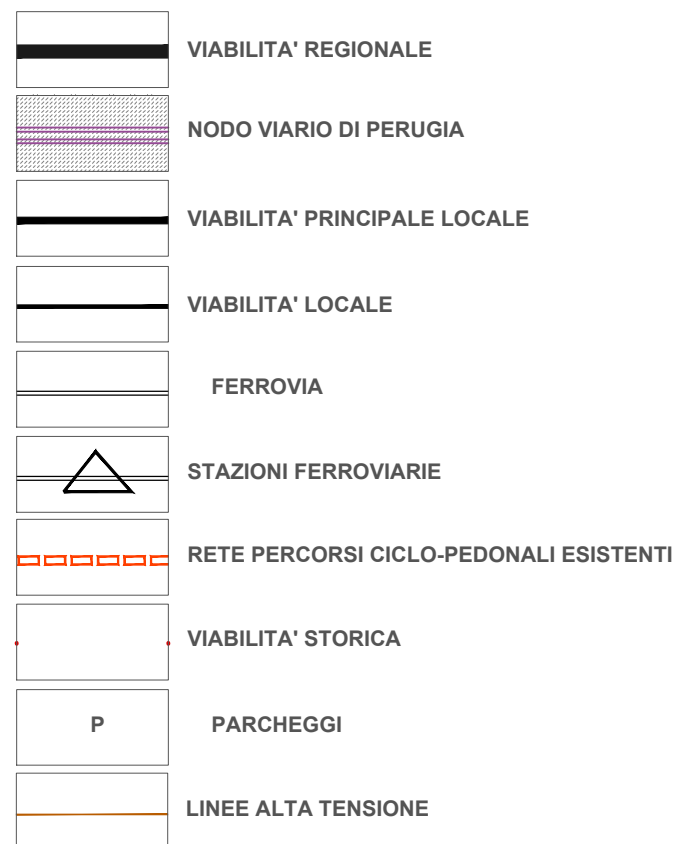 VIABILITA' REGIONALE
NODO VIARIO DI PERUGIA
VIABILITA' PRINCIPALE LOCALE
VIABILITA' LOCALE
FERROVIA
STAZIONI FERROVIARIE
RETE PERCORSI CICLO-PEDONALI ESISTENTI
VIABILITA' STORICA
P PARCHEGGI
LINEE ALTA TENSIONE